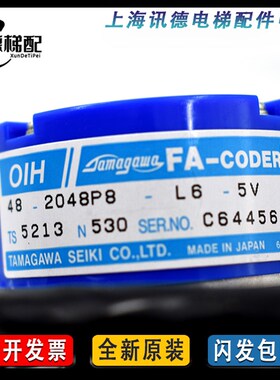 德梯配
XunDeTiPei
上海讯德电梯配件
OIH Tamagawa FA-CODER
48 - 2048P8 - L6 - 5V
TS 5213 N 530 SER.NO. C64456
TAMAGAWA SEIKI CO.,LTD. MADE IN JAPAN 6
开发票
全新原装
闪发包